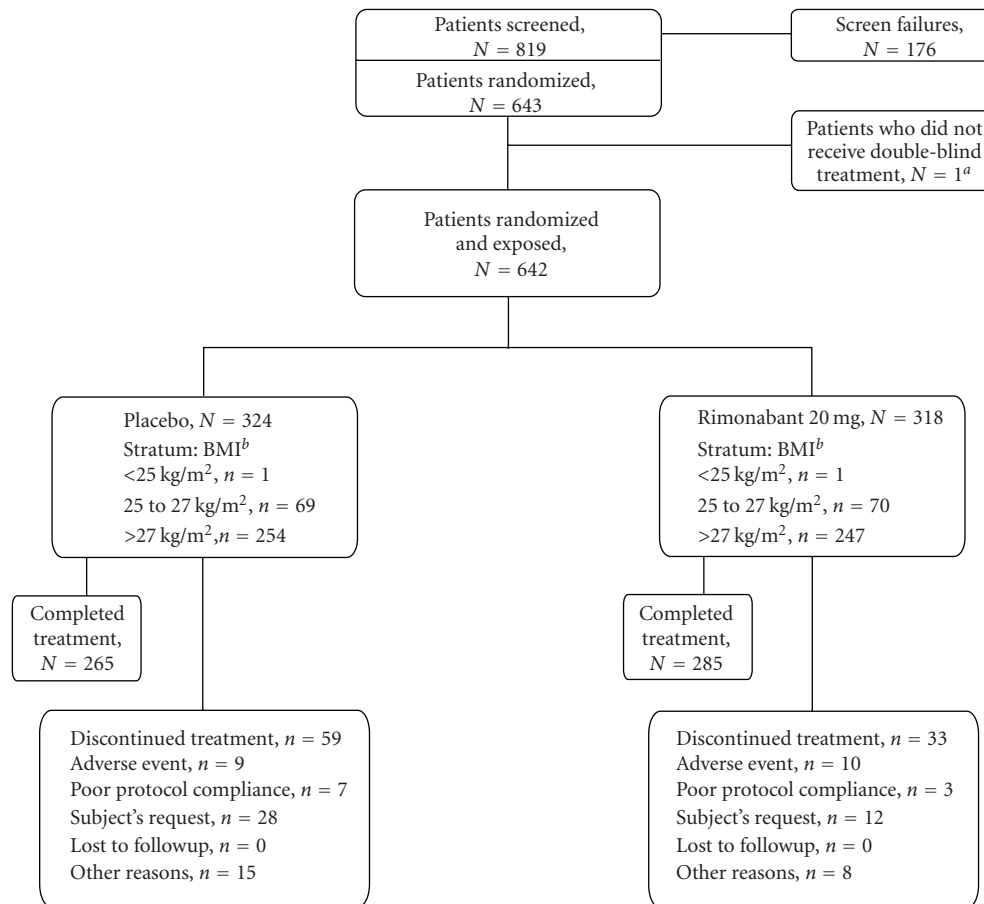 Patients screened,
N = 819
Screen failures,
N = 176
Patients randomized,
N = 643
Patients who did not
receive double-blind
treatment, N = 1ᵃ
Patients randomized
and exposed,
N = 642
Placebo, N = 324
Stratum: BMIᵇ
<25 kg/m², n = 1
25 to 27 kg/m², n = 69
>27 kg/m²,n = 254
Rimonabant 20 mg, N = 318
Stratum: BMIᵇ
<25 kg/m², n = 1
25 to 27 kg/m², n = 70
>27 kg/m², n = 247
Completed
treatment,
N = 265
Completed
treatment,
N = 285
Discontinued treatment, n = 59
Adverse event, n = 9
Poor protocol compliance, n = 7
Subject's request, n = 28
Lost to followup, n = 0
Other reasons, n = 15
Discontinued treatment, n = 33
Adverse event, n = 10
Poor protocol compliance, n = 3
Subject's request, n = 12
Lost to followup, n = 0
Other reasons, n = 8